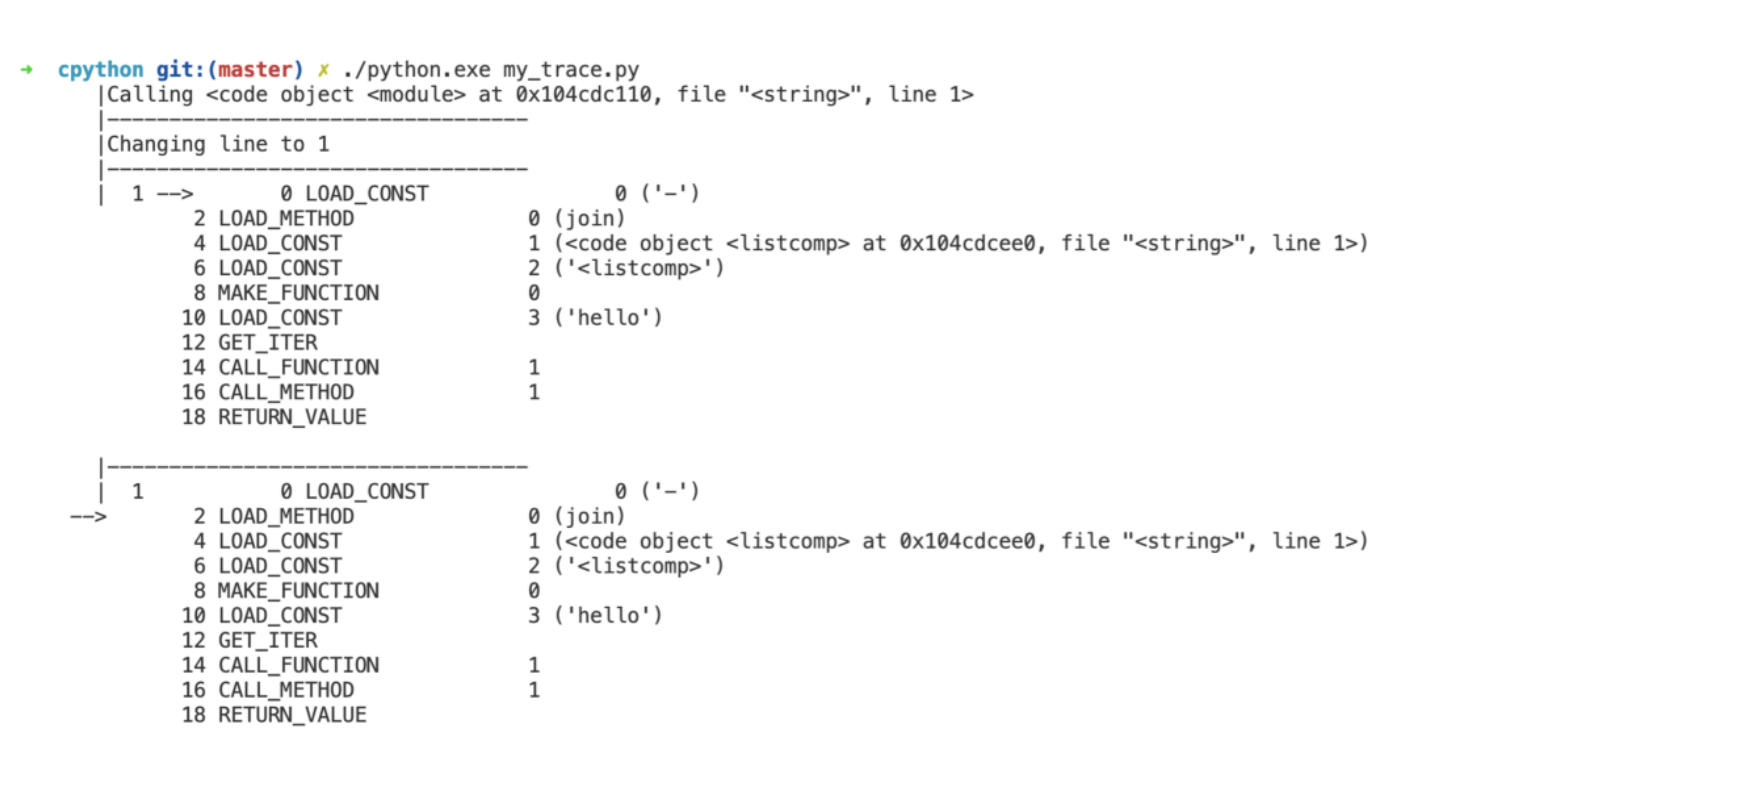 → cpython git:(master) ✗ ./python.exe my_trace.py
|Calling <code object <module> at 0x104cdc110, file "<string>", line 1>
|----------------------------------
|Changing line to 1
|----------------------------------
|  1 -->       0 LOAD_CONST               0 ('-')
2 LOAD_METHOD              0 (join)
4 LOAD_CONST               1 (<code object <listcomp> at 0x104cdcee0, file "<string>", line 1>)
6 LOAD_CONST               2 ('<listcomp>')
8 MAKE_FUNCTION            0
10 LOAD_CONST               3 ('hello')
12 GET_ITER
14 CALL_FUNCTION            1
16 CALL_METHOD              1
18 RETURN_VALUE
|----------------------------------
|  1           0 LOAD_CONST               0 ('-')
-->       2 LOAD_METHOD              0 (join)
4 LOAD_CONST               1 (<code object <listcomp> at 0x104cdcee0, file "<string>", line 1>)
6 LOAD_CONST               2 ('<listcomp>')
8 MAKE_FUNCTION            0
10 LOAD_CONST               3 ('hello')
12 GET_ITER
14 CALL_FUNCTION            1
16 CALL_METHOD              1
18 RETURN_VALUE